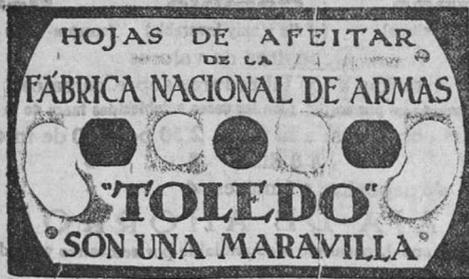 HOJAS DE AFEITAR
DE LA
FÁBRICA NACIONAL DE ARMAS
"TOLEDO"
SON UNA MARAVILLA